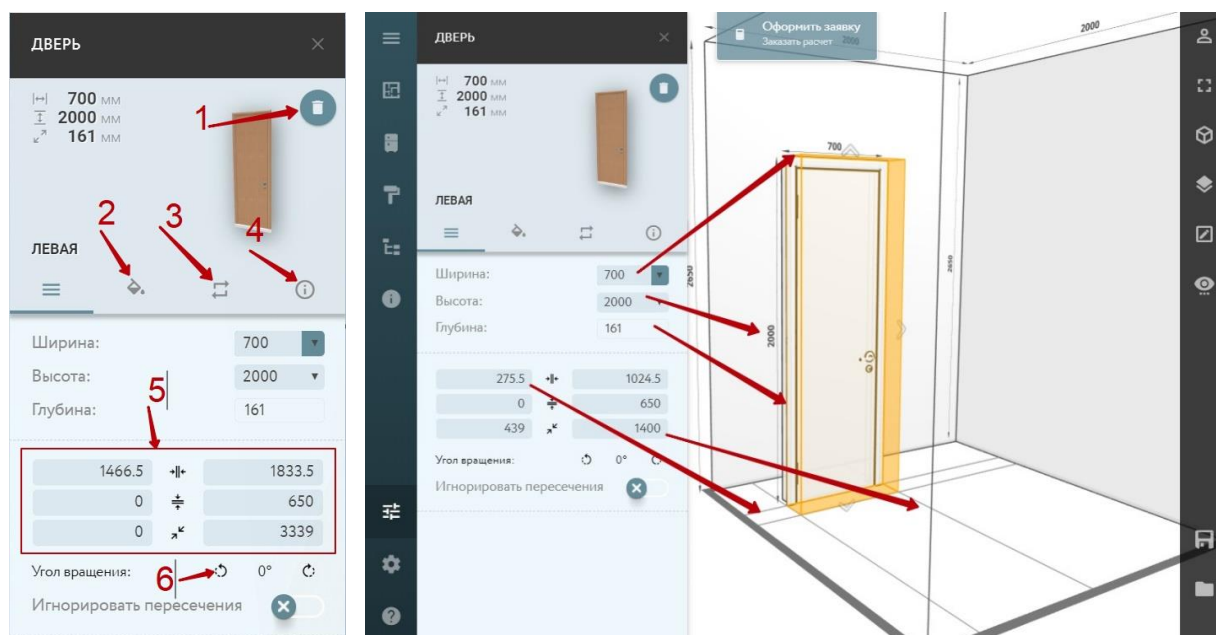 ДВЕРЬ
700 мм
2000 мм
161 мм
1
ЛЕВАЯ
2
3
4
Ширина: 700
Высота: 2000
Глубина: 161
5
1466.5 1833.5
0 650
0 3339
Угол вращения: 0°
6
Игнорировать пересечения
ДВЕРЬ
700 мм
2000 мм
161 мм
ЛЕВАЯ
Ширина: 700
Высота: 2000
Глубина: 161
275.5 1024.5
0 650
439 1400
Угол вращения: 0°
Игнорировать пересечения
Оформить заявку
Заказать расчет
2000
2000
700
2650
2650
2000